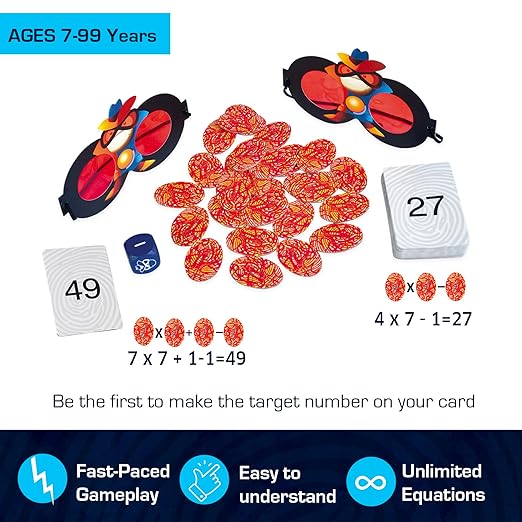 AGES 7-99 Years
27
49
x -
4 x 7 - 1=27
x + -
7 x 7 + 1-1=49
Be the first to make the target number on your card
Fast-Paced
Gameplay
Easy to
understand
Unlimited
Equations